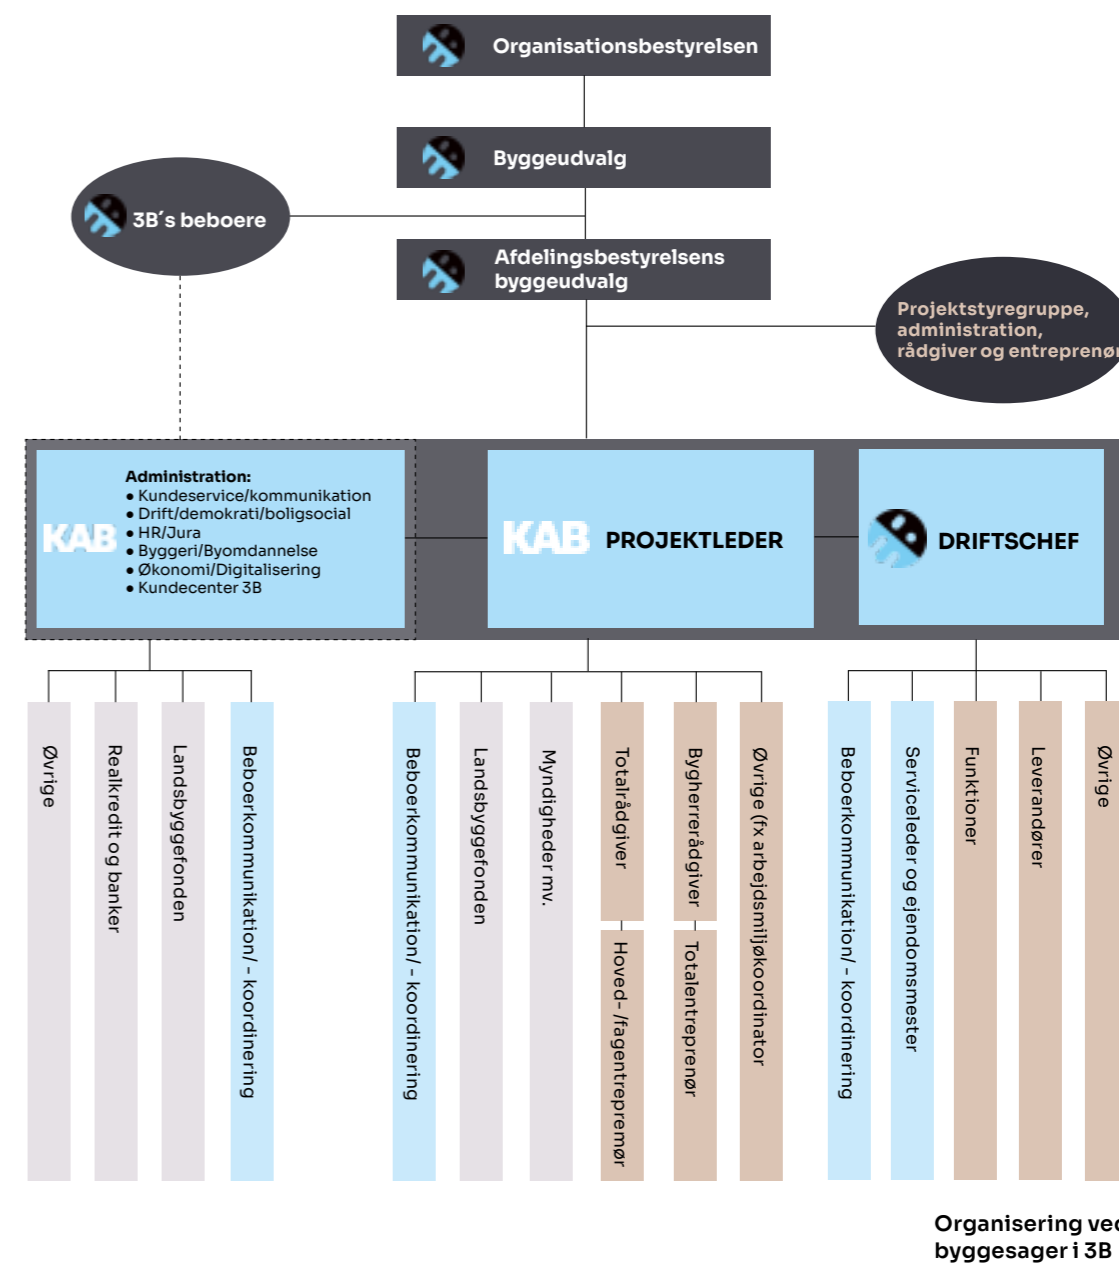 Organisationsbestyrelsen
Byggeudvalg
3B´s beboere
Afdelingsbestyrelsens
byggeudvalg
Projektstyregruppe,
administration,
rådgiver og entreprenør
KAB
Administration:
● Kundeservice/kommunikation
● Drift/demokrati/boligsocial
● HR/Jura
● Byggeri/Byomdannelse
● Økonomi/Digitalisering
● Kundecenter 3B
KAB PROJEKTLEDER
DRIFTSCHEF
Øvrige
Realkredit og banker
Landsbyggefonden
Beboerkommunikation/ - koordinering
Beboerkommunikation/ - koordinering
Landsbyggefonden
Myndigheder mv.
Totalrådgiver
Hoved- /fagentrepremør
Bygherrerådgiver
Totalentreprenør
Øvrige (fx arbejdsmiljøkoordinator
Beboerkommunikation/ - koordinering
Serviceleder og ejendomsmester
Funktioner
Leverandører
Øvrige
Organisering ved
byggesager i 3B